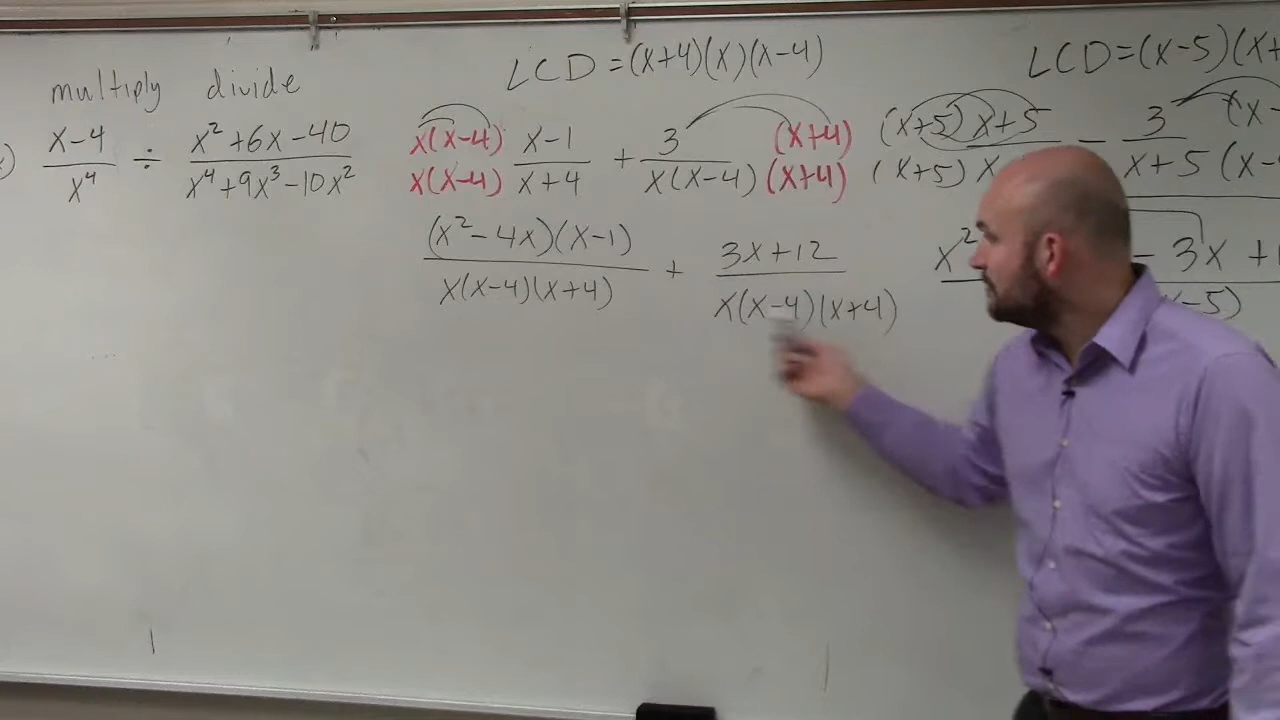 multiply divide
(x-4)/x⁴ ÷ (x²+6x-40)/(x⁴+9x³-10x²)
LCD=(x+4)(x)(x-4)
x(x-4)/x(x-4) (x-1)/(x+4) + 3/x(x-4) (x+4)/(x+4)
(x²-4x)(x-1)/x(x-4)(x+4) + 3x+12/x(x-4)(x+4)
LCD=(x-5)(x+
(x+5)/(x+5) x+5/x - 3/x+5 (x-/(x-
x² - 3x +
x-5)